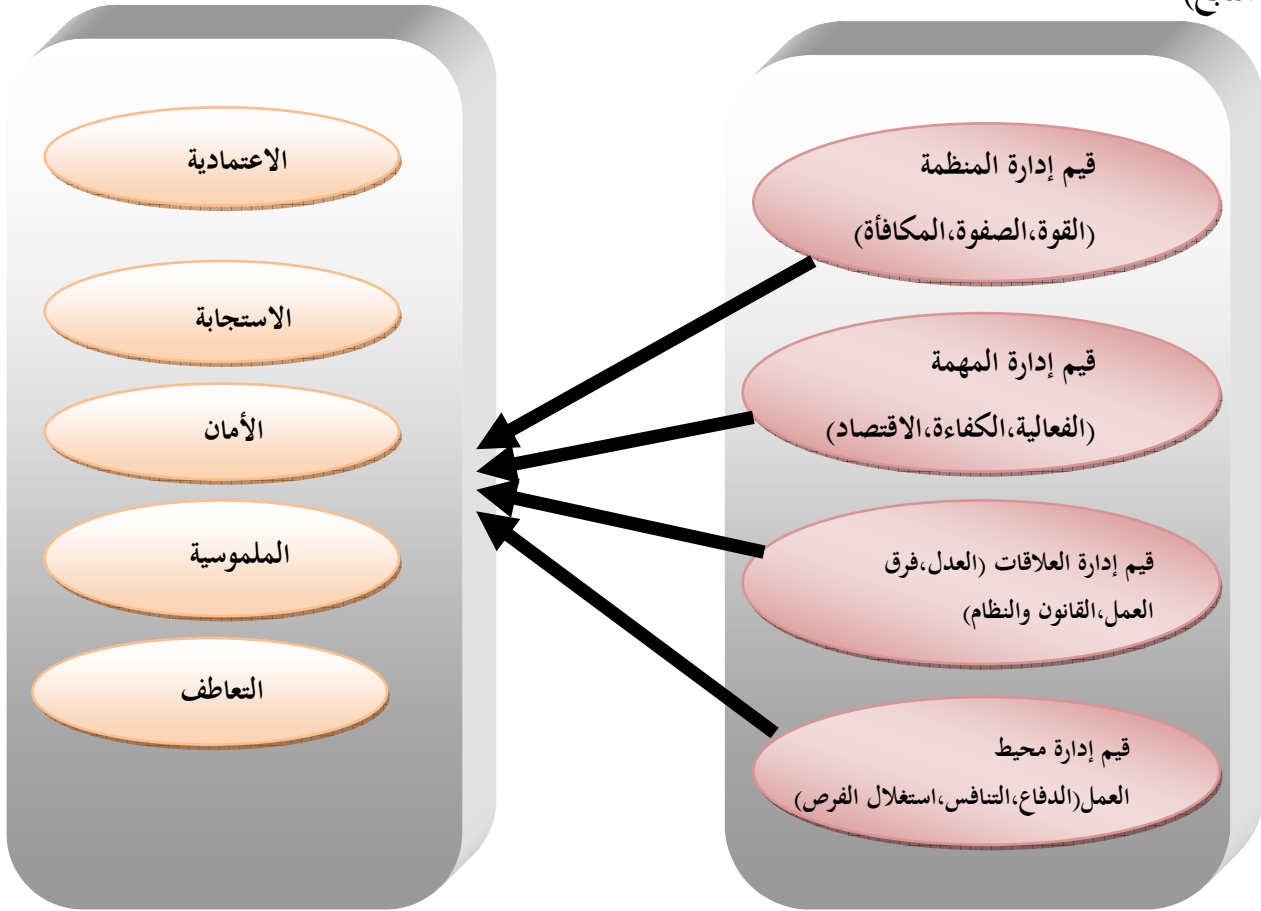 قيم إدارة المنظمة
(القوة،الصفوة،المكافأة)
قيم إدارة المهمة
(الفعالية،الكفاءة،الاقتصاد)
قيم إدارة العلاقات (العدل،فرق
العمل،القانون والنظام)
قيم إدارة محيط
العمل(الدفاع،التنافس،استغلال الفرص)
الاعتمادية
الاستجابة
الأمان
الملموسية
التعاطف